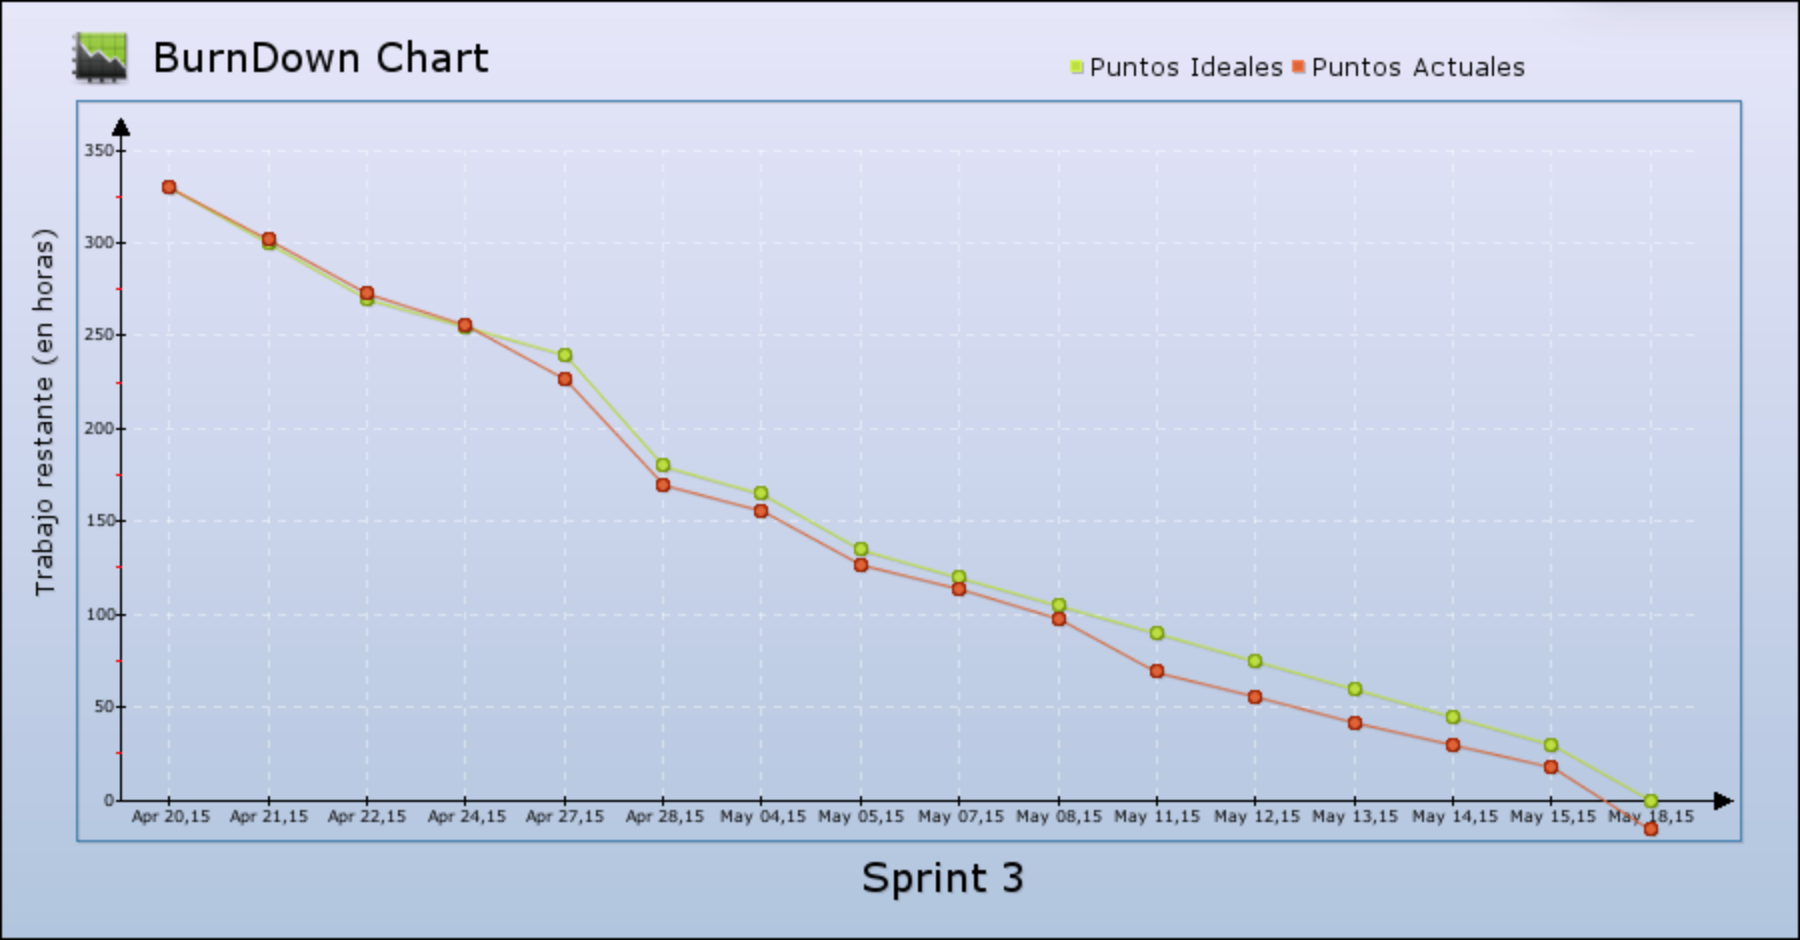 BurnDown Chart
Puntos Ideales Puntos Actuales
Trabajo restante (en horas)
350
300
250
200
150
100
50
0
Apr 20,15 Apr 21,15 Apr 22,15 Apr 24,15 Apr 27,15 Apr 28,15 May 04,15 May 05,15 May 07,15 May 08,15 May 11,15 May 12,15 May 13,15 May 14,15 May 15,15 May 18,15
Sprint 3